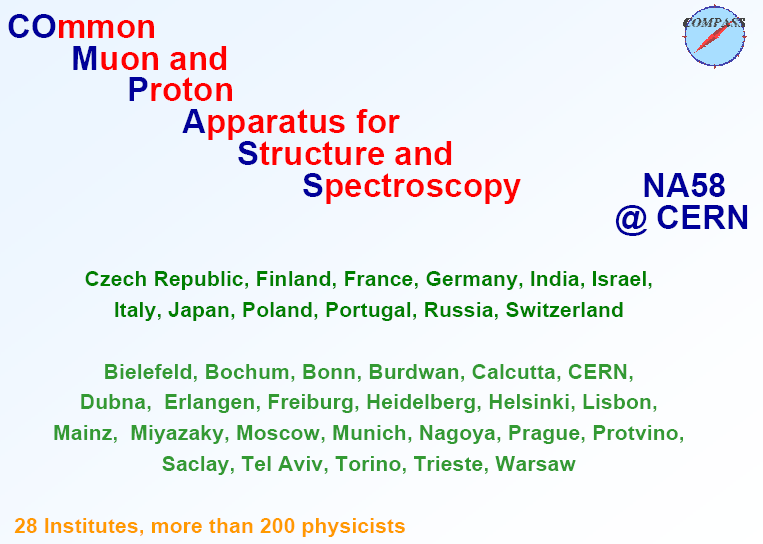 COmmon
Muon and
Proton
Apparatus for
Structure and
Spectroscopy
COMPASS
NA58
@ CERN
Czech Republic, Finland, France, Germany, India, Israel,
Italy, Japan, Poland, Portugal, Russia, Switzerland
Bielefeld, Bochum, Bonn, Burdwan, Calcutta, CERN,
Dubna, Erlangen, Freiburg, Heidelberg, Helsinki, Lisbon,
Mainz, Miyazaky, Moscow, Munich, Nagoya, Prague, Protvino,
Saclay, Tel Aviv, Torino, Trieste, Warsaw
28 Institutes, more than 200 physicists